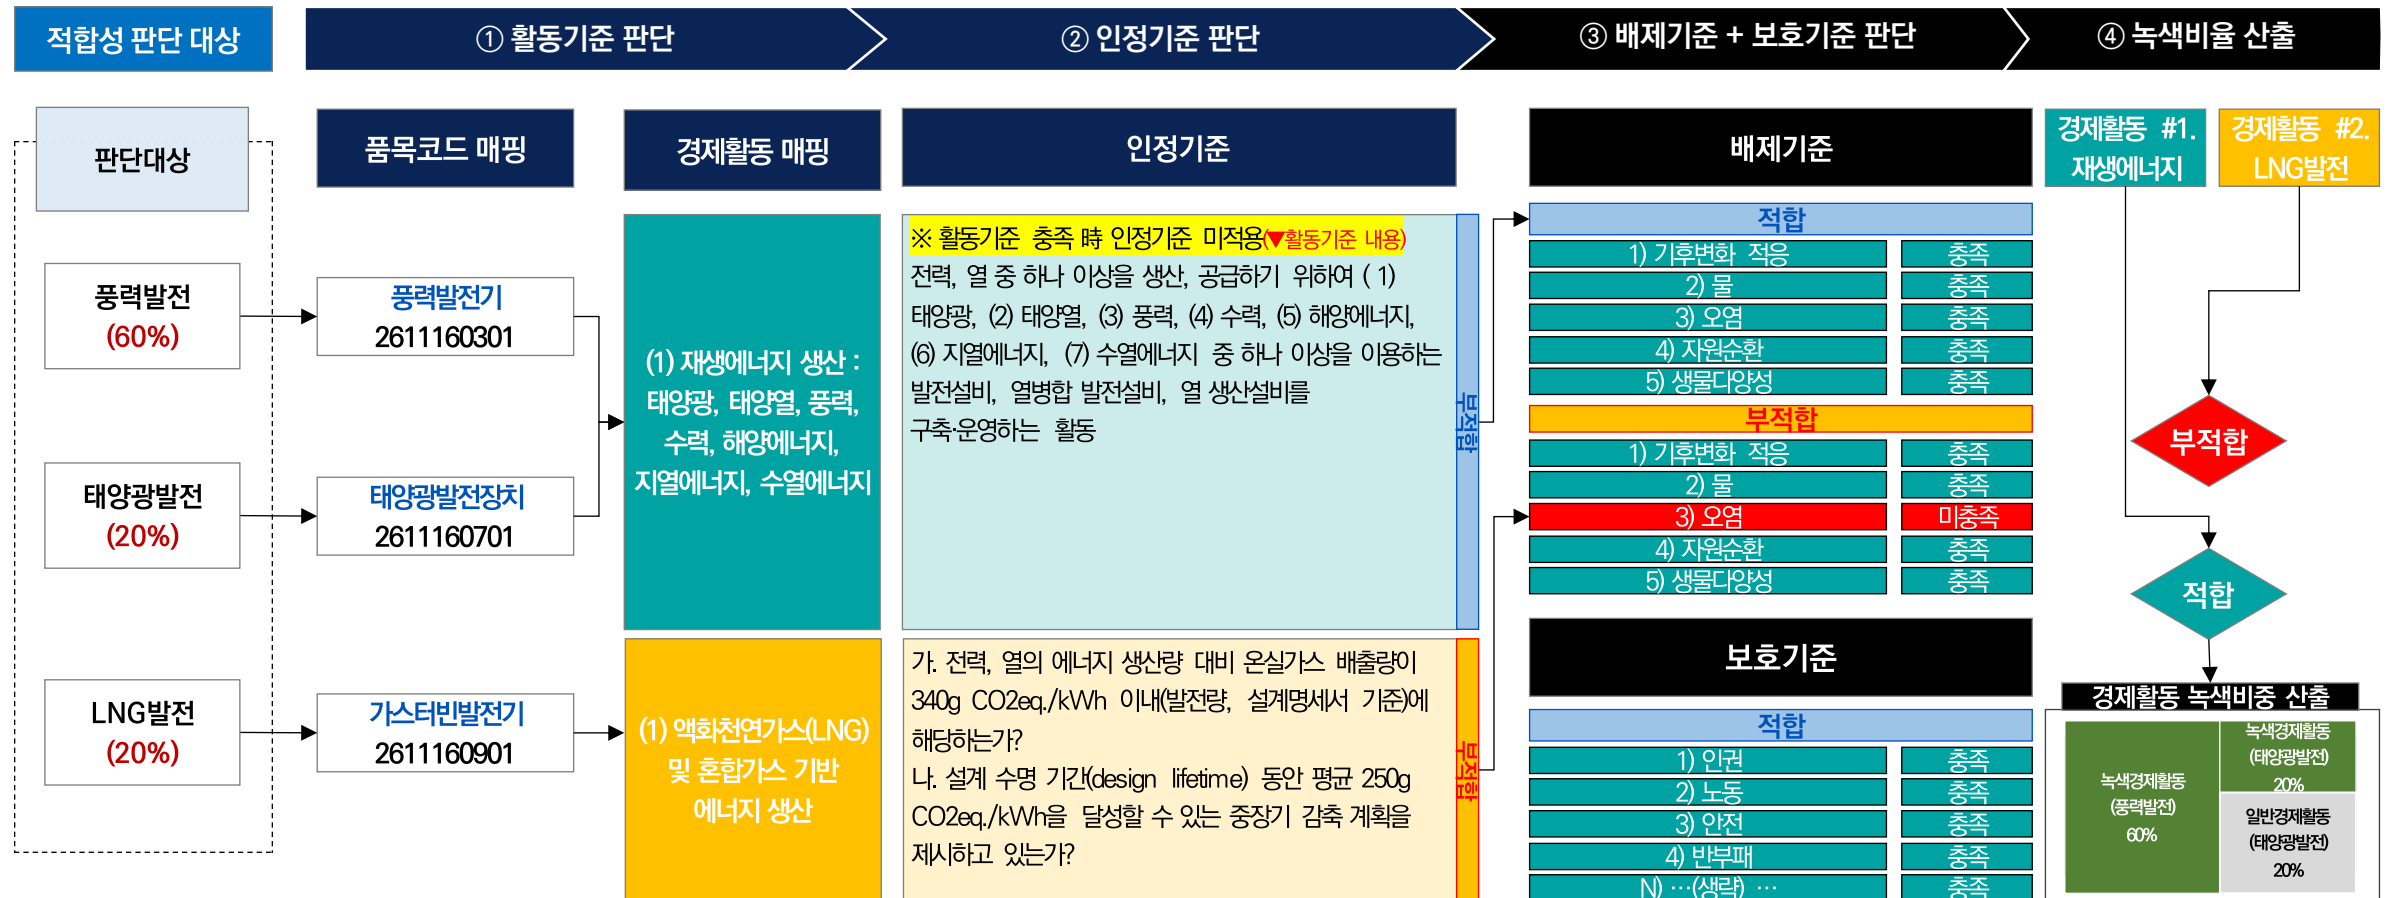 적합성 판단 대상
① 활동기준 판단
② 인정기준 판단
③ 배제기준 + 보호기준 판단
④ 녹색비율 산출
판단대상
풍력발전
(60%)
태양광발전
(20%)
LNG발전
(20%)
품목코드 매핑
풍력발전기
2611160301
태양광발전장치
2611160701
가스터빈발전기
2611160901
경제활동 매핑
(1) 재생에너지 생산 :
태양광, 태양열, 풍력,
수력, 해양에너지,
지열에너지, 수열에너지
(1) 액화천연가스(LNG)
및 혼합가스 기반
에너지 생산
인정기준
※ 활동기준 충족 時 인정기준 미적용(▼활동기준 내용)
전력, 열 중 하나 이상을 생산, 공급하기 위하여 ( 1)
태양광, (2) 태양열, (3) 풍력, (4) 수력, (5) 해양에너지,
(6) 지열에너지, (7) 수열에너지 중 하나 이상을 이용하는
발전설비, 열병합 발전설비, 열 생산설비를
구축·운영하는 활동
부적합
가. 전력, 열의 에너지 생산량 대비 온실가스 배출량이
340g CO2eq./kWh 이내(발전량, 설계명세서 기준)에
해당하는가?
나. 설계 수명 기간(design lifetime) 동안 평균 250g
CO2eq./kWh을 달성할 수 있는 중장기 감축 계획을
제시하고 있는가?
부적합
배제기준
적합
1) 기후변화 적응 충족
2) 물 충족
3) 오염 충족
4) 자원순환 충족
5) 생물다양성 충족
부적합
1) 기후변화 적응 충족
2) 물 충족
3) 오염 미충족
4) 자원순환 충족
5) 생물다양성 충족
보호기준
적합
1) 인권 충족
2) 노동 충족
3) 안전 충족
4) 반부패 충족
N) …(생략) … 충족
경제활동 #1.
재생에너지
경제활동 #2.
LNG발전
부적합
적합
경제활동 녹색비중 산출
녹색경제활동
(풍력발전)
60%
녹색경제활동
(태양광발전)
20%
일반경제활동
(태양광발전)
20%